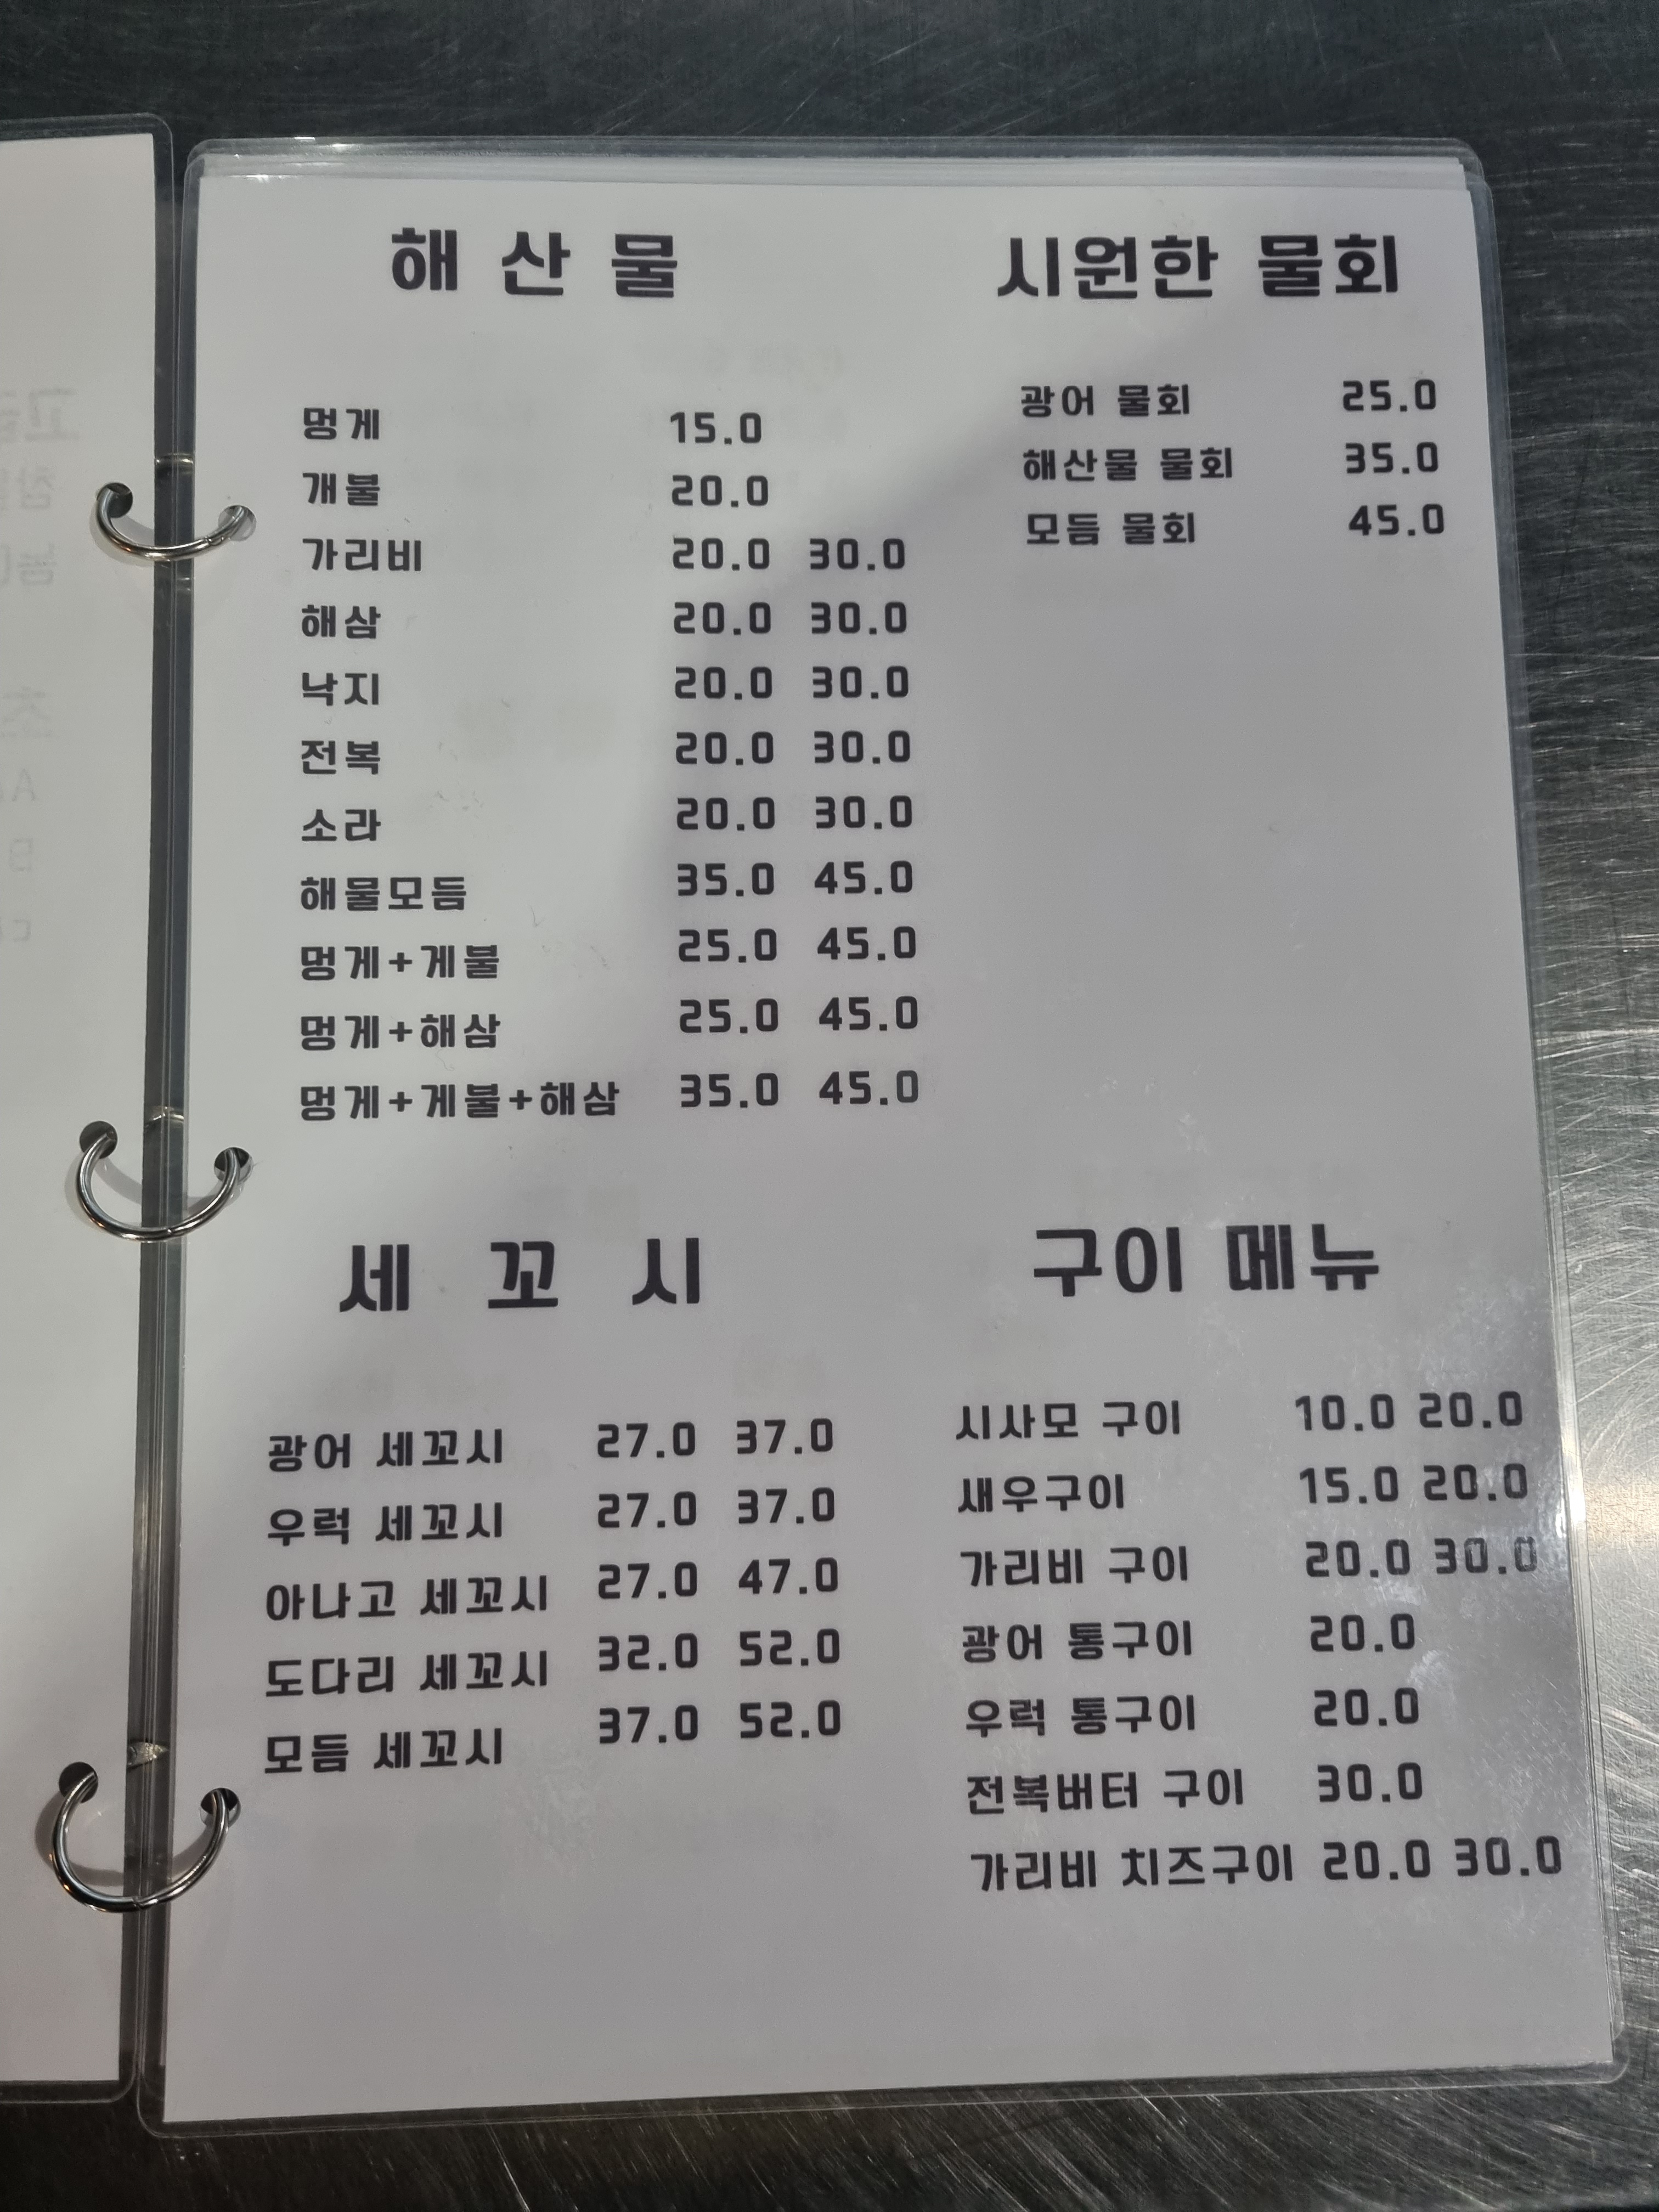 해 산 물
멍게 15.0
개불 20.0
가리비 20.0 30.0
해삼 20.0 30.0
낙지 20.0 30.0
전복 20.0 30.0
소라 20.0 30.0
해물모듬 35.0 45.0
멍게+게불 25.0 45.0
멍게+해삼 25.0 45.0
멍게+게불+해삼 35.0 45.0
시원한 물회
광어 물회 25.0
해산물 물회 35.0
모듬 물회 45.0
세 꼬 시
광어 세꼬시 27.0 37.0
우럭 세꼬시 27.0 37.0
아나고 세꼬시 27.0 47.0
도다리 세꼬시 32.0 52.0
모듬 세꼬시 37.0 52.0
구이 메뉴
시사모 구이 10.0 20.0
새우구이 15.0 20.0
가리비 구이 20.0 30.0
광어 통구이 20.0
우럭 통구이 20.0
전복버터 구이 30.0
가리비 치즈구이 20.0 30.0